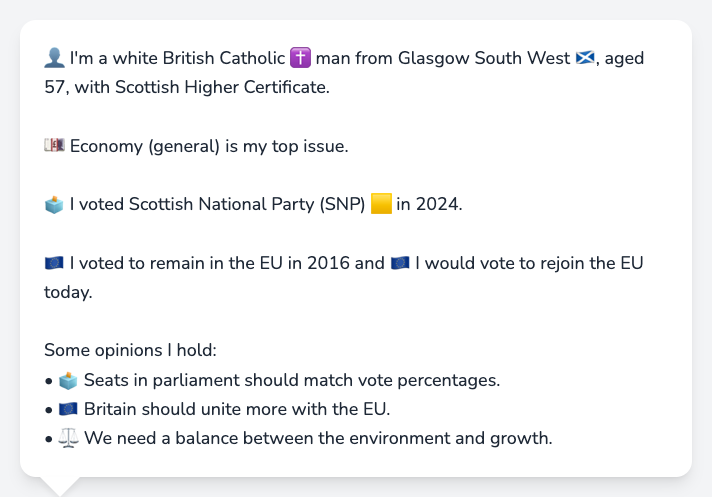 👤 I'm a white British Catholic ✝️ man from Glasgow South West 🏴󠁧󠁢󠁳󠁣󠁴󠁿, aged
57, with Scottish Higher Certificate.
💷 Economy (general) is my top issue.
🗳️ I voted Scottish National Party (SNP) 🟨 in 2024.
🇪🇺 I voted to remain in the EU in 2016 and 🇪🇺 I would vote to rejoin the EU
today.
Some opinions I hold:
• 🗳️ Seats in parliament should match vote percentages.
• 🇪🇺 Britain should unite more with the EU.
• ⚖️ We need a balance between the environment and growth.